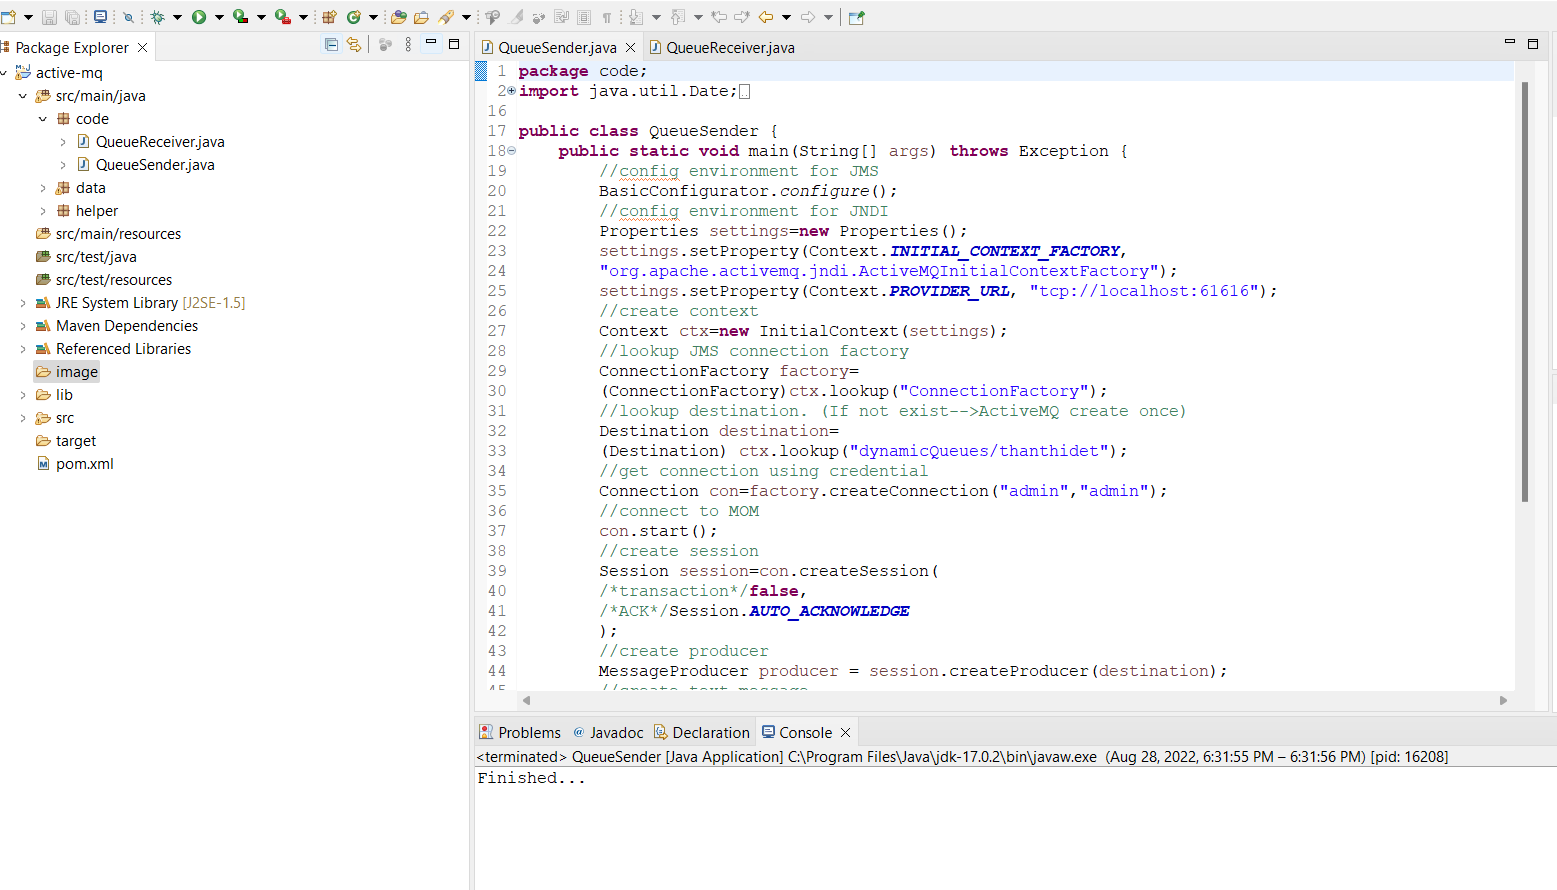 Package Explorer
active-mq
src/main/java
code
QueueReceiver.java
QueueSender.java
data
helper
src/main/resources
src/test/java
src/test/resources
JRE System Library [J2SE-1.5]
Maven Dependencies
Referenced Libraries
image
lib
src
target
pom.xml
QueueSender.java QueueReceiver.java
1 package code;
2 import java.util.Date;
16
17 public class QueueSender {
18 public static void main(String[] args) throws Exception {
19 //config environment for JMS
20 BasicConfigurator.configure();
21 //config environment for JNDI
22 Properties settings=new Properties();
23 settings.setProperty(Context.INITIAL_CONTEXT_FACTORY,
24 "org.apache.activemq.jndi.ActiveMQInitialContextFactory");
25 settings.setProperty(Context.PROVIDER_URL, "tcp://localhost:61616");
26 //create context
27 Context ctx=new InitialContext(settings);
28 //lookup JMS connection factory
29 ConnectionFactory factory=
30 (ConnectionFactory)ctx.lookup("ConnectionFactory");
31 //lookup destination. (If not exist-->ActiveMQ create once)
32 Destination destination=
33 (Destination) ctx.lookup("dynamicQueues/thanthidet");
34 //get connection using credential
35 Connection con=factory.createConnection("admin","admin");
36 //connect to MOM
37 con.start();
38 //create session
39 Session session=con.createSession(
40 /*transaction*/false,
41 /*ACK*/Session.AUTO_ACKNOWLEDGE
42 );
43 //create producer
44 MessageProducer producer = session.createProducer(destination);
45 //create text message
Problems Javadoc Declaration Console
<terminated> QueueSender [Java Application] C:\Program Files\Java\jdk-17.0.2\bin\javaw.exe (Aug 28, 2022, 6:31:55 PM – 6:31:56 PM) [pid: 16208]
Finished...